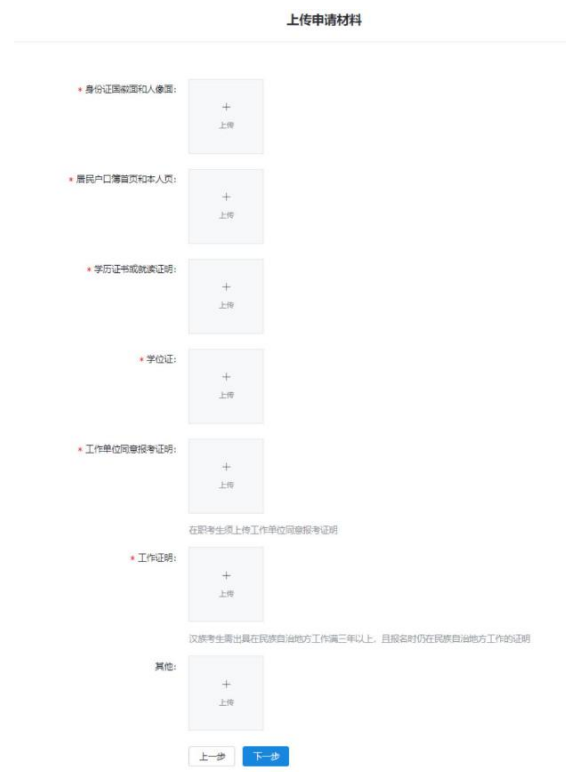 上传申请材料
* 身份证国徽面和人像面:
+
上传
* 居民户口簿首页和本人页:
+
上传
* 学历证书或就读证明:
+
上传
* 学位证:
+
上传
* 工作单位同意报考证明:
+
上传
在职考生须上传工作单位同意报考证明
* 工作证明:
+
上传
汉族考生需出具在民族自治地方工作满三年以上，且报名时仍在民族自治地方工作的证明
其他:
+
上传
上一步 下一步